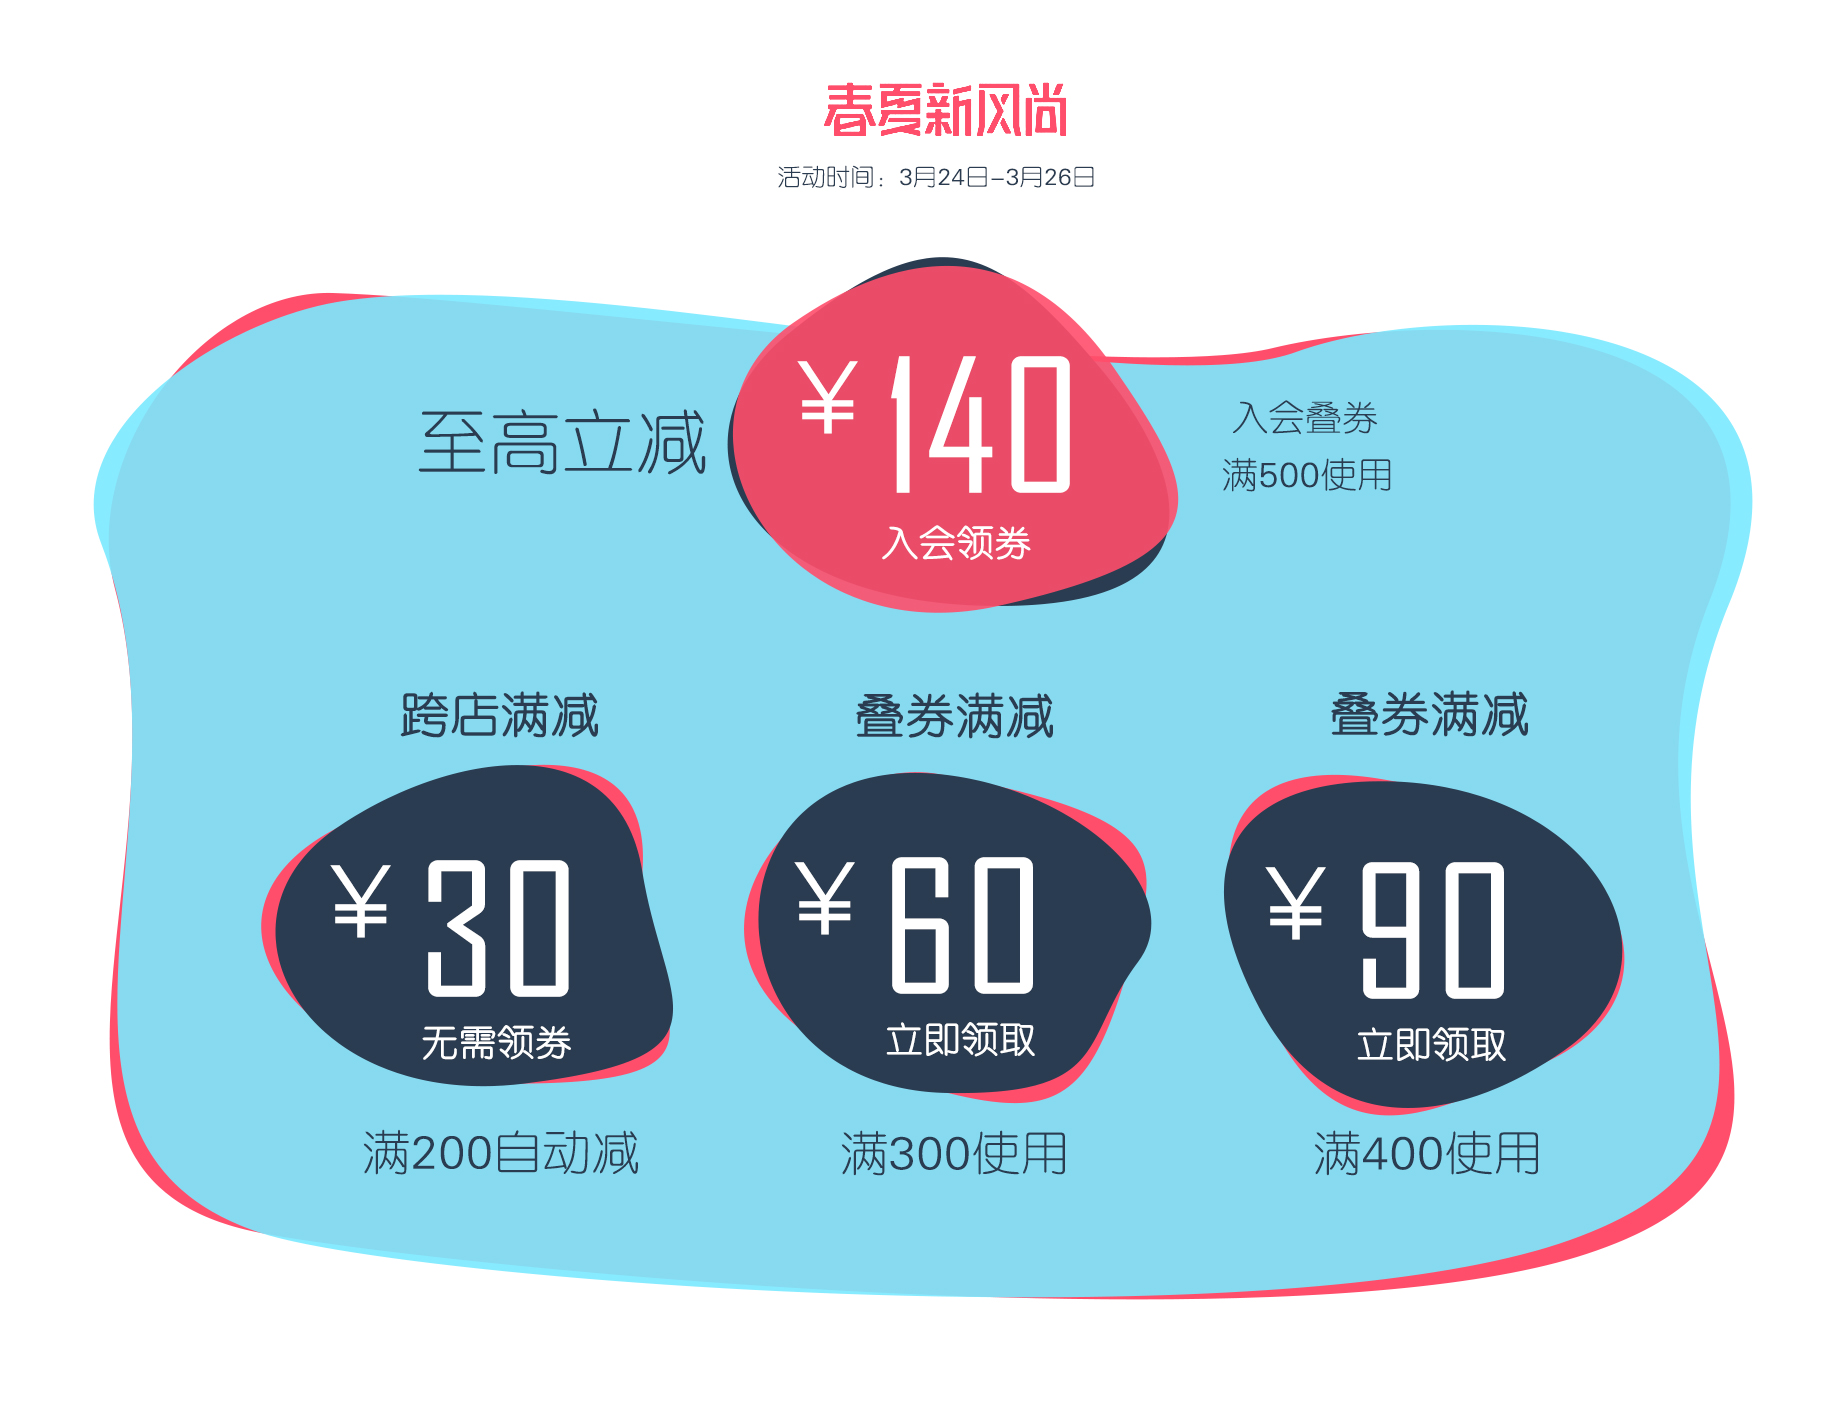 春夏新风尚
活动时间：3月24日-3月26日
至高立减
¥140
入会领券
入会叠券
满500使用
跨店满减
¥30
无需领券
满200自动减
叠券满减
¥60
立即领取
满300使用
叠券满减
¥90
立即领取
满400使用